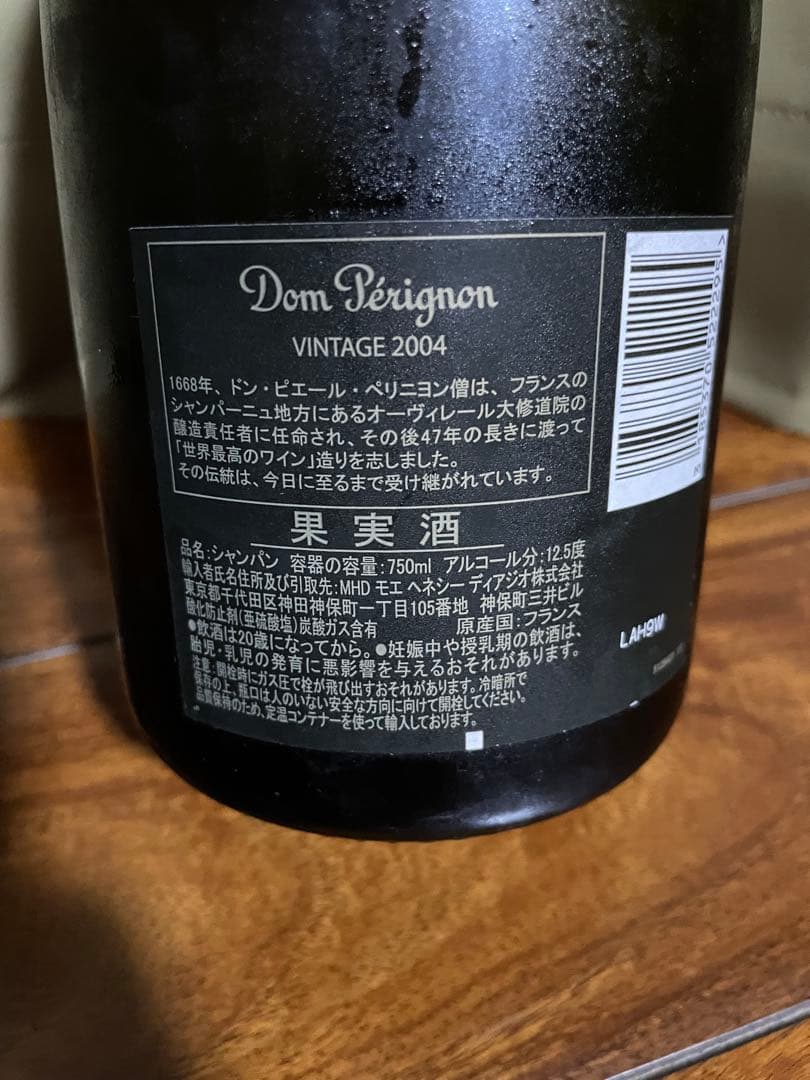 Dom Pérignon
VINTAGE 2004
1668年、ドン・ピエール・ペリニヨン僧は、フランスの
シャンパーニュ地方にあるオーヴィレール大修道院の
醸造責任者に任命され、その後47年の長きに渡って
「世界最高のワイン」造りを志しました。
その伝統は、今日に至るまで受け継がれています。
果実酒
品名:シャンパン 容器の容量:750ml アルコール分:12.5度
輸入者氏名住所及び引取先:MHD モエ ヘネシー ディアジオ株式会社
東京都千代田区神田神保町一丁目105番地 神保町三井ビル
酸化防止剤(亜硫酸塩)炭酸ガス含有 原産国:フランス
●飲酒は20歳になってから。●妊娠中や授乳期の飲酒は、
胎児・乳児の発育に悪影響を与えるおそれがあります。
注意:開栓時にガス圧で栓が飛び出すおそれがあります。冷暗所で
保存の上、瓶口は人のいない安全な方向に向けて開栓してください。
品質保持のため、定温コンテナーを使って輸入しております。
LAH9W